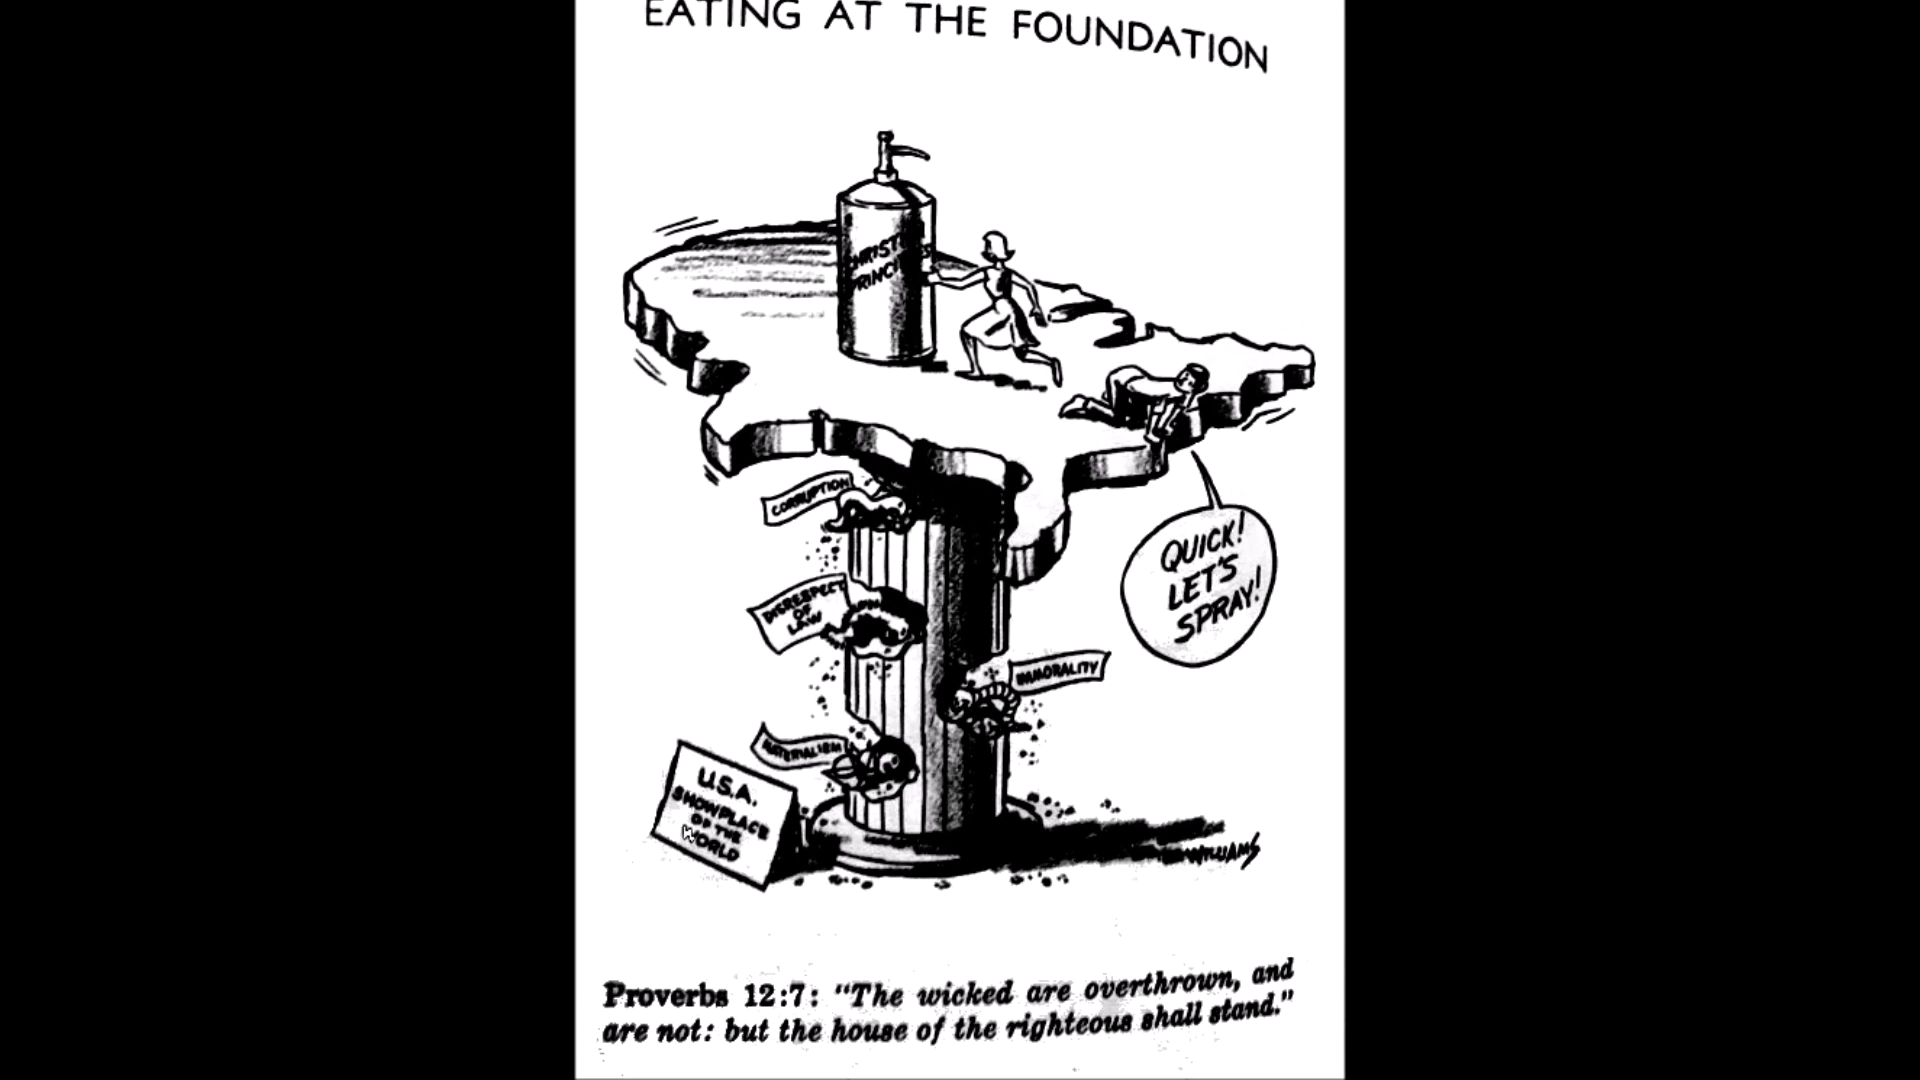 EATING AT THE FOUNDATION
CORRUPTION
QUICK!
LET'S
SPRAY!
DISRESPECT
OF
LAW
IMMORALITY
MATERIALISM
U.S.A.
SHOWPLACE
OF THE
WORLD
WILLIAMS
Proverbs 12:7: "The wicked are overthrown, and
are not: but the house of the righteous shall stand."